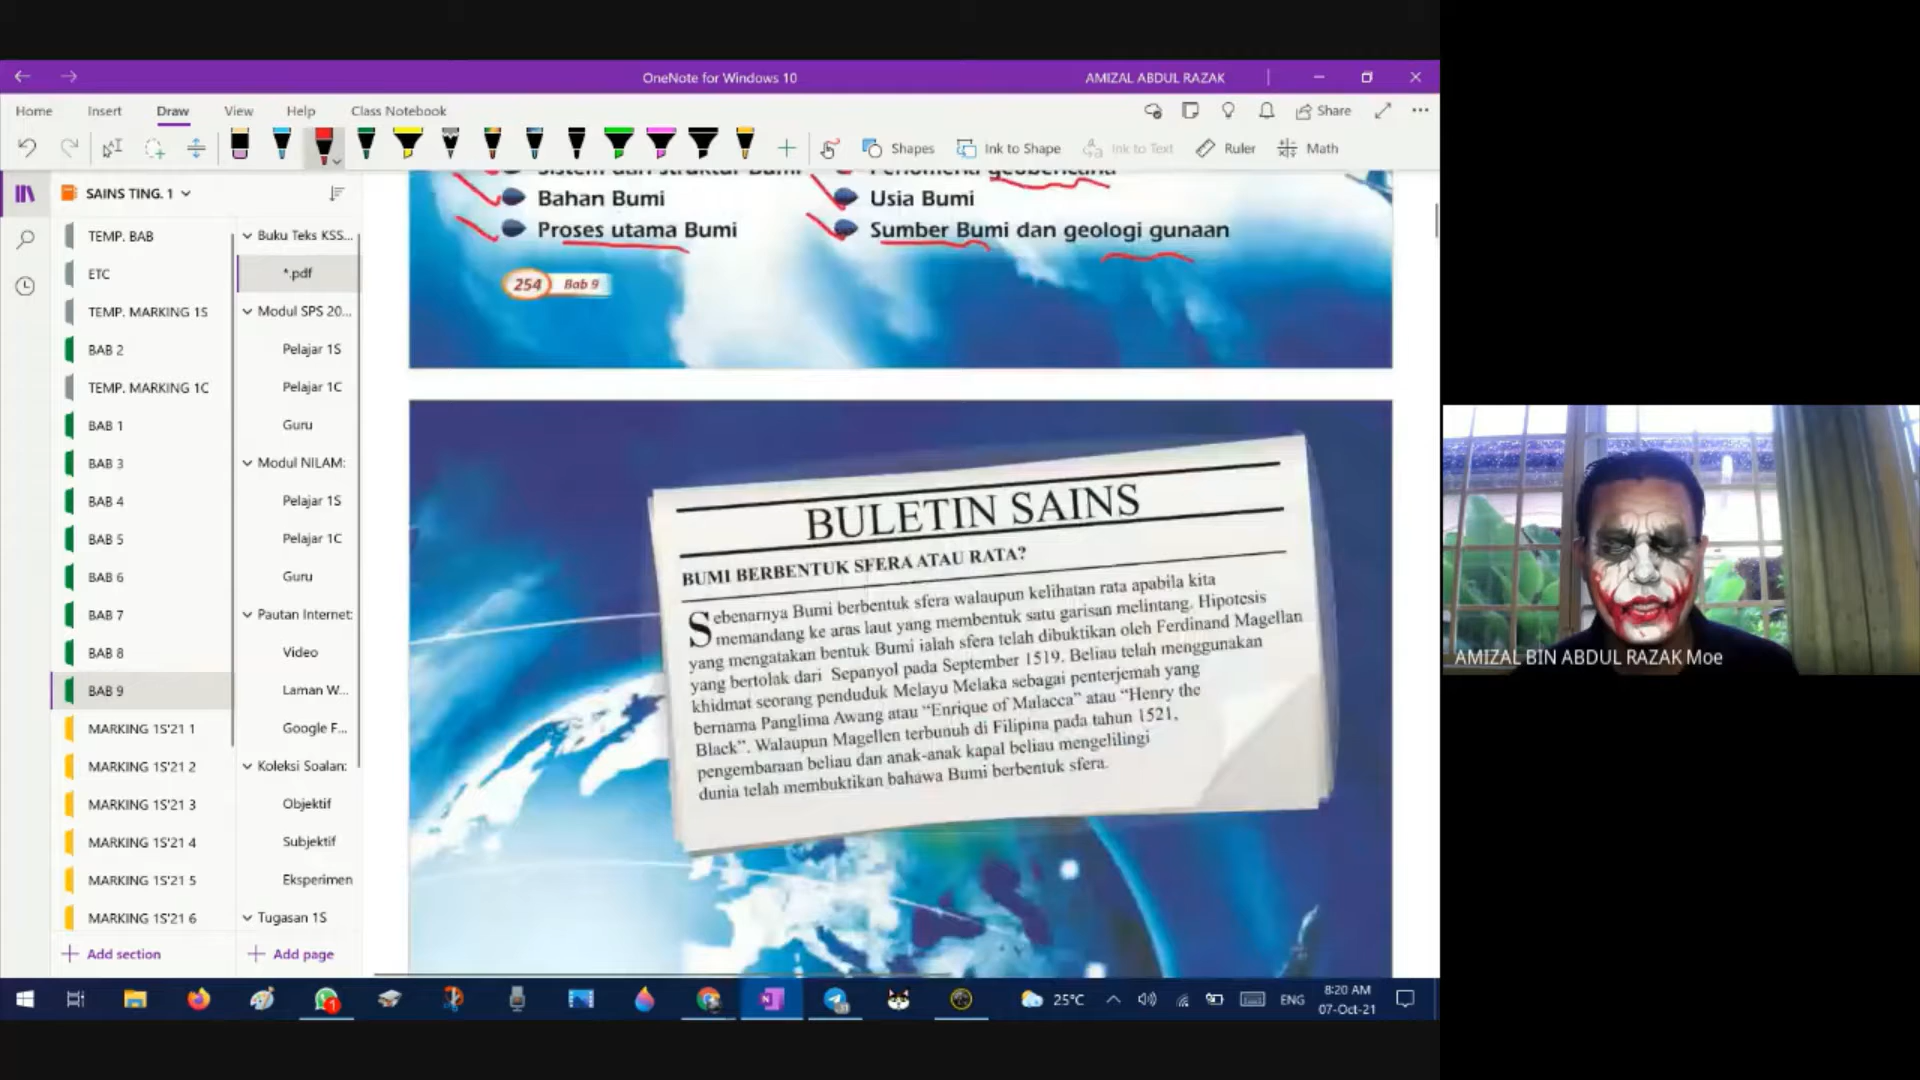 OneNote for Windows 10
AMIZAL ABDUL RAZAK
Home Insert Draw View Help Class Notebook
Share
Shapes Ink to Shape Ink to Text Ruler Math
SAINS TING. 1
TEMP. BAB
ETC
TEMP. MARKING 1S
BAB 2
TEMP. MARKING 1C
BAB 1
BAB 3
BAB 4
BAB 5
BAB 6
BAB 7
BAB 8
BAB 9
MARKING 1S'21 1
MARKING 1S'21 2
MARKING 1S'21 3
MARKING 1S'21 4
MARKING 1S'21 5
MARKING 1S'21 6
Add section
Buku Teks KSS...
*.pdf
Modul SPS 20...
Pelajar 1S
Pelajar 1C
Guru
Modul NILAM:
Pelajar 1S
Pelajar 1C
Guru
Pautan Internet:
Video
Laman W...
Google F...
Koleksi Soalan:
Objektif
Subjektif
Eksperimen
Tugasan 1S
Add page
Sistem dan struktur Bumi
Fenomena geobencana
Bahan Bumi
Usia Bumi
Proses utama Bumi
Sumber Bumi dan geologi gunaan
254 Bab 9
BULETIN SAINS
BUMI BERBENTUK SFERA ATAU RATA?
Sebenarnya Bumi berbentuk sfera walaupun kelihatan rata apabila kita
memandang ke aras laut yang membentuk satu garisan melintang. Hipotesis
yang mengatakan bentuk Bumi ialah sfera telah dibuktikan oleh Ferdinand Magellan
yang bertolak dari Sepanyol pada September 1519. Beliau telah menggunakan
khidmat seorang penduduk Melayu Melaka sebagai penterjemah yang
bernama Panglima Awang atau “Enrique of Malacca” atau “Henry the
Black”. Walaupun Magellen terbunuh di Filipina pada tahun 1521,
pengembaraan beliau dan anak-anak kapal beliau mengelilingi
dunia telah membuktikan bahawa Bumi berbentuk sfera.
AMIZAL BIN ABDUL RAZAK Moe
25°C
ENG
8:20 AM
07-Oct-21